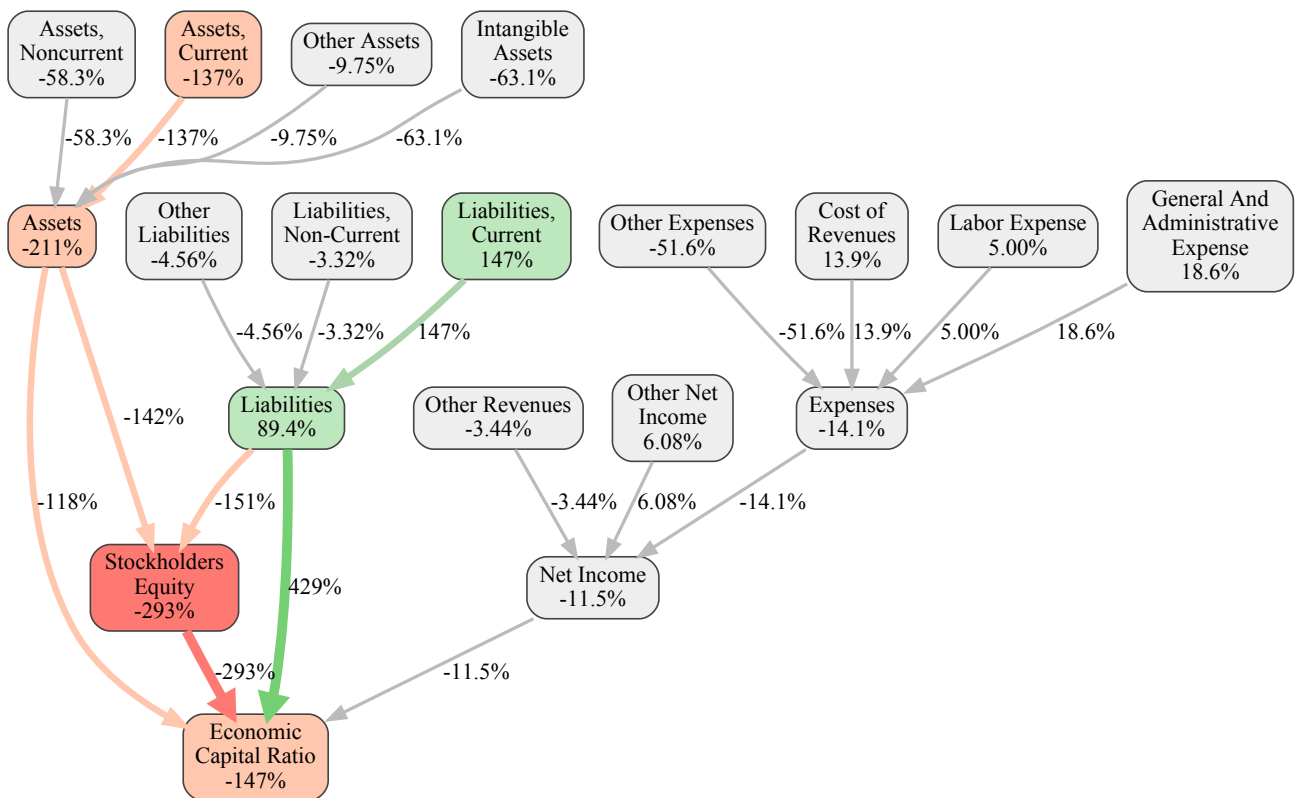 Assets,
Noncurrent
-58.3%
Assets,
Current
-137%
Other Assets
-9.75%
Intangible
Assets
-63.1%
-58.3%
-137%
-9.75%
-63.1%
Assets
-211%
Other
Liabilities
-4.56%
Liabilities,
Non-Current
-3.32%
Liabilities,
Current
147%
Other Expenses
-51.6%
Cost of
Revenues
13.9%
Labor Expense
5.00%
General And
Administrative
Expense
18.6%
-4.56%
-3.32%
147%
-51.6%
13.9%
5.00%
18.6%
-142%
Liabilities
89.4%
Other Revenues
-3.44%
Other Net
Income
6.08%
Expenses
-14.1%
-118%
-151%
-3.44%
6.08%
-14.1%
Stockholders
Equity
-293%
429%
Net Income
-11.5%
-293%
-11.5%
Economic
Capital Ratio
-147%